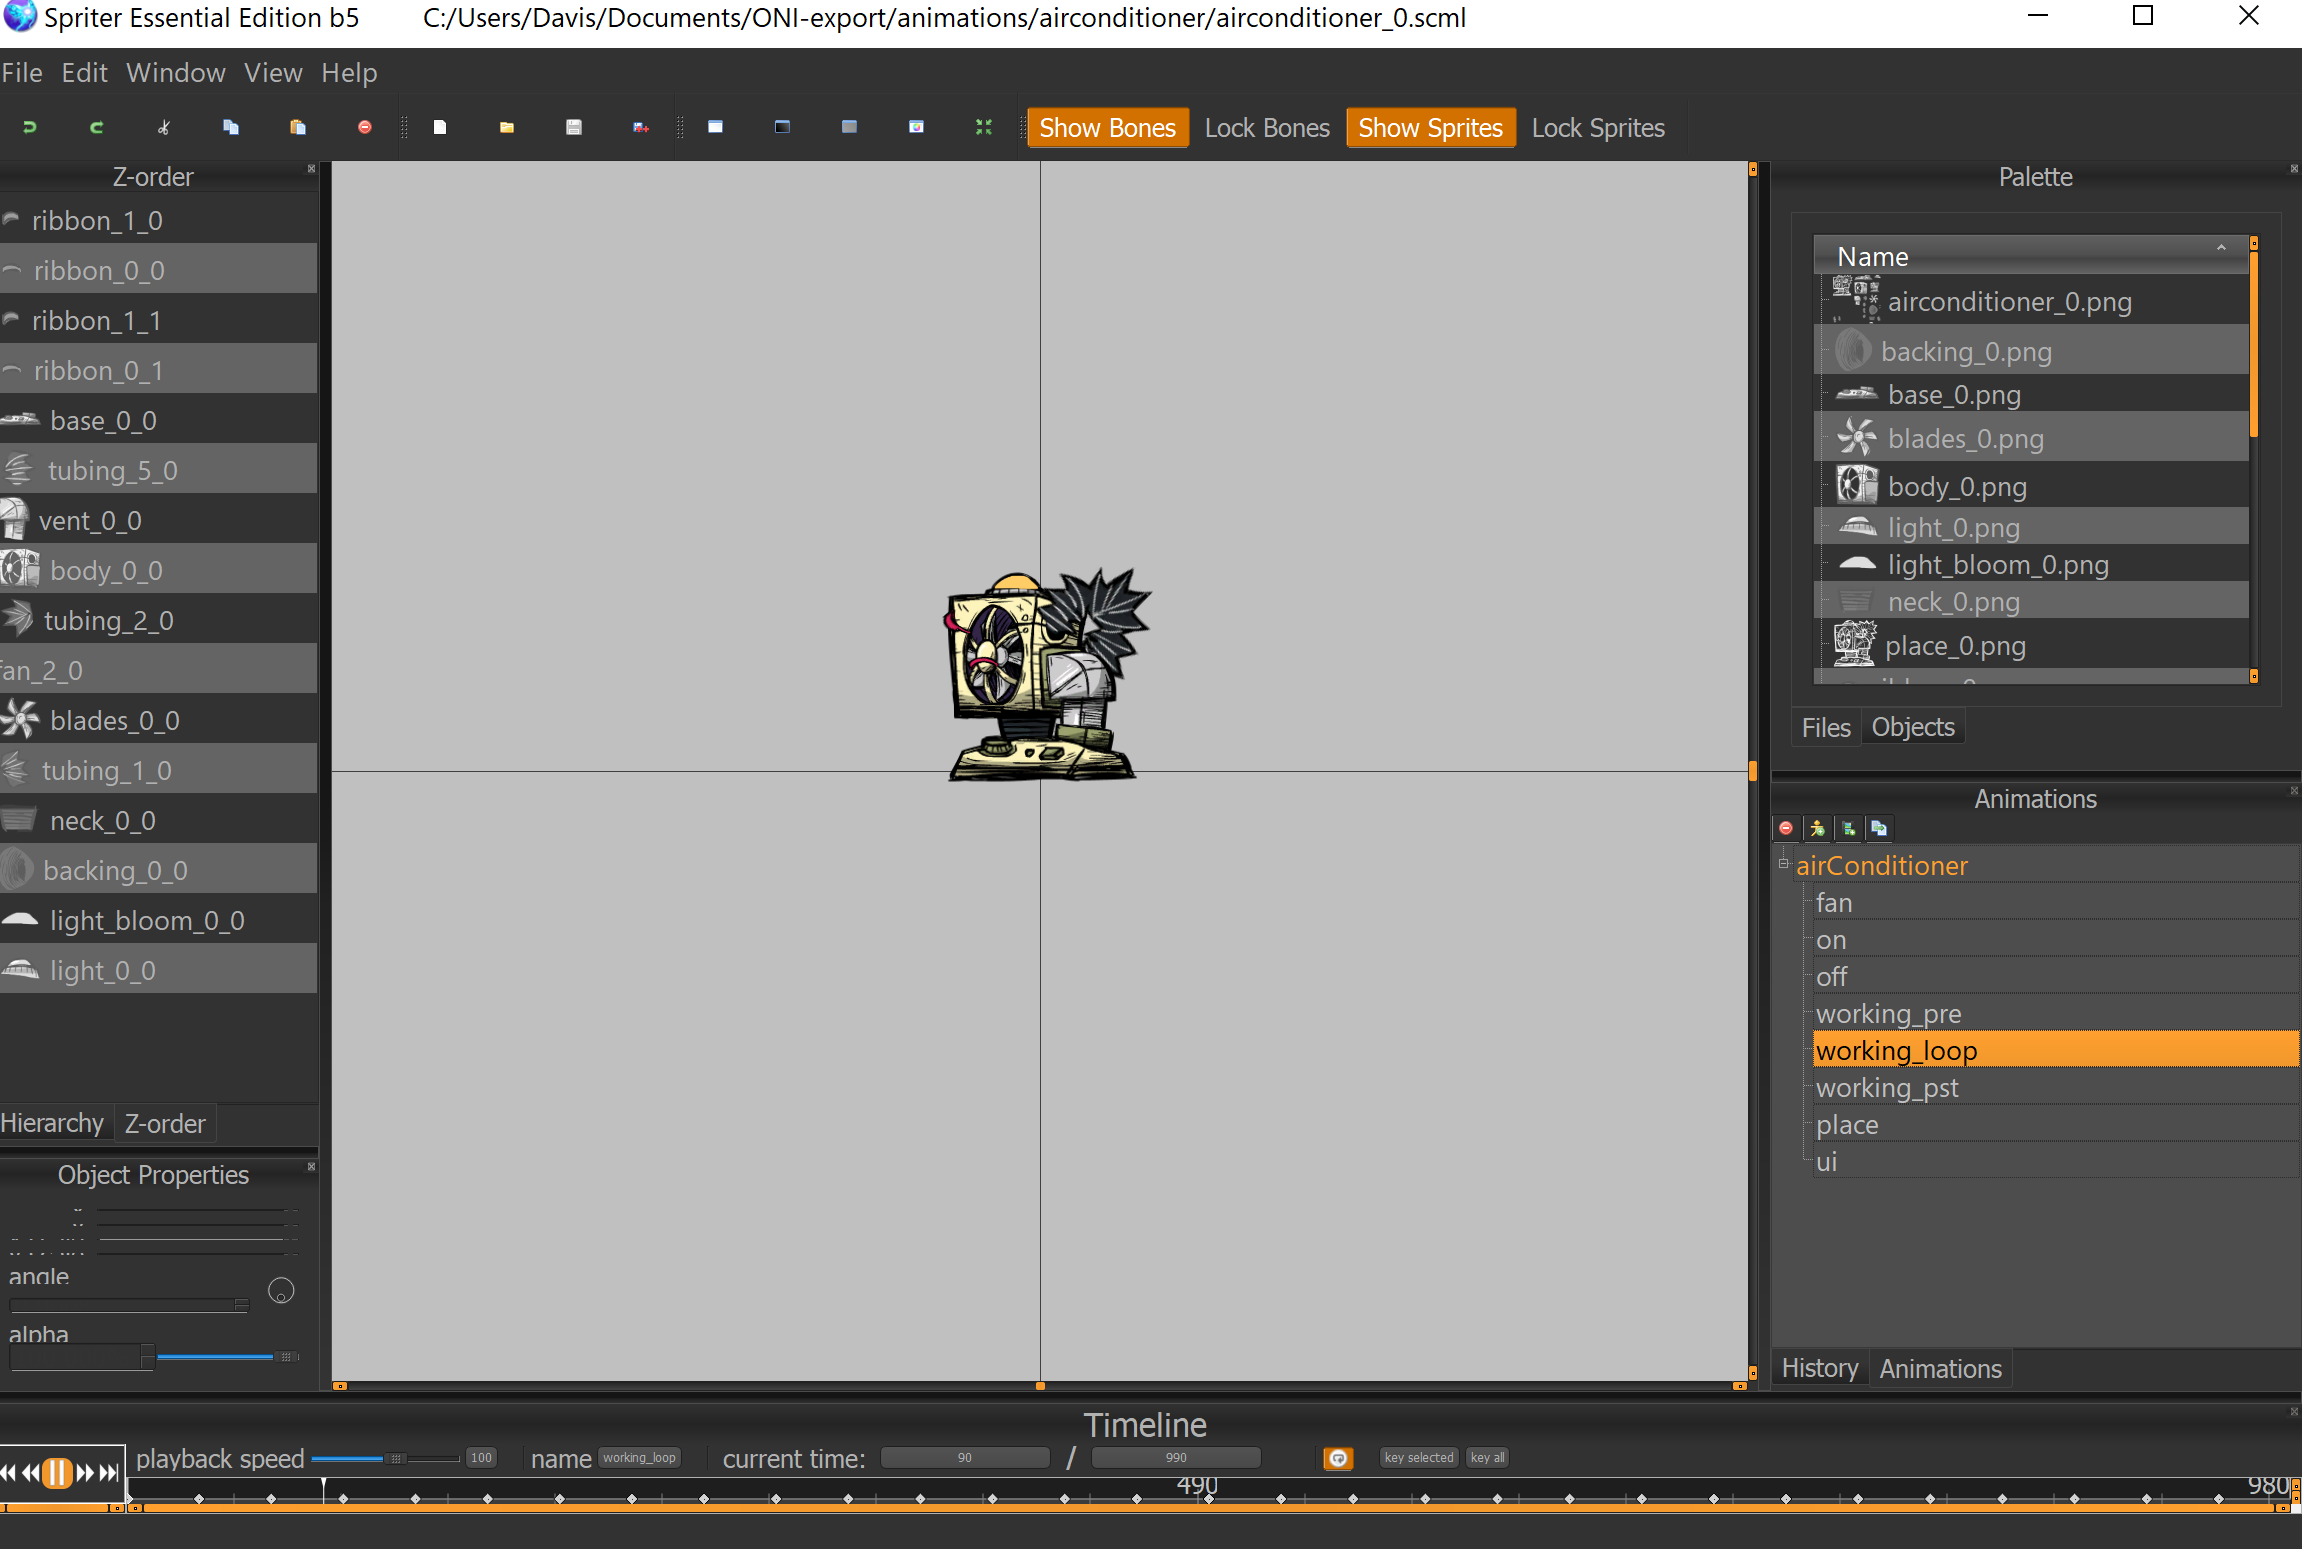 Spriter Essential Edition b5 C:/Users/Davis/Documents/ONI-export/animations/airconditioner/airconditioner_0.scml
File Edit Window View Help
Show Bones Lock Bones Show Sprites Lock Sprites
Z-order
ribbon_1_0
ribbon_0_0
ribbon_1_1
ribbon_0_1
base_0_0
tubing_5_0
vent_0_0
body_0_0
tubing_2_0
fan_2_0
blades_0_0
tubing_1_0
neck_0_0
backing_0_0
light_bloom_0_0
light_0_0
Hierarchy Z-order
Object Properties
angle
alpha
Palette
Name
airconditioner_0.png
backing_0.png
base_0.png
blades_0.png
body_0.png
light_0.png
light_bloom_0.png
neck_0.png
place_0.png
Files Objects
Animations
airConditioner
fan
on
off
working_pre
working_loop
working_pst
place
ui
History Animations
Timeline
playback speed 100 name working_loop current time: 90 / 990 key selected key all
490 980